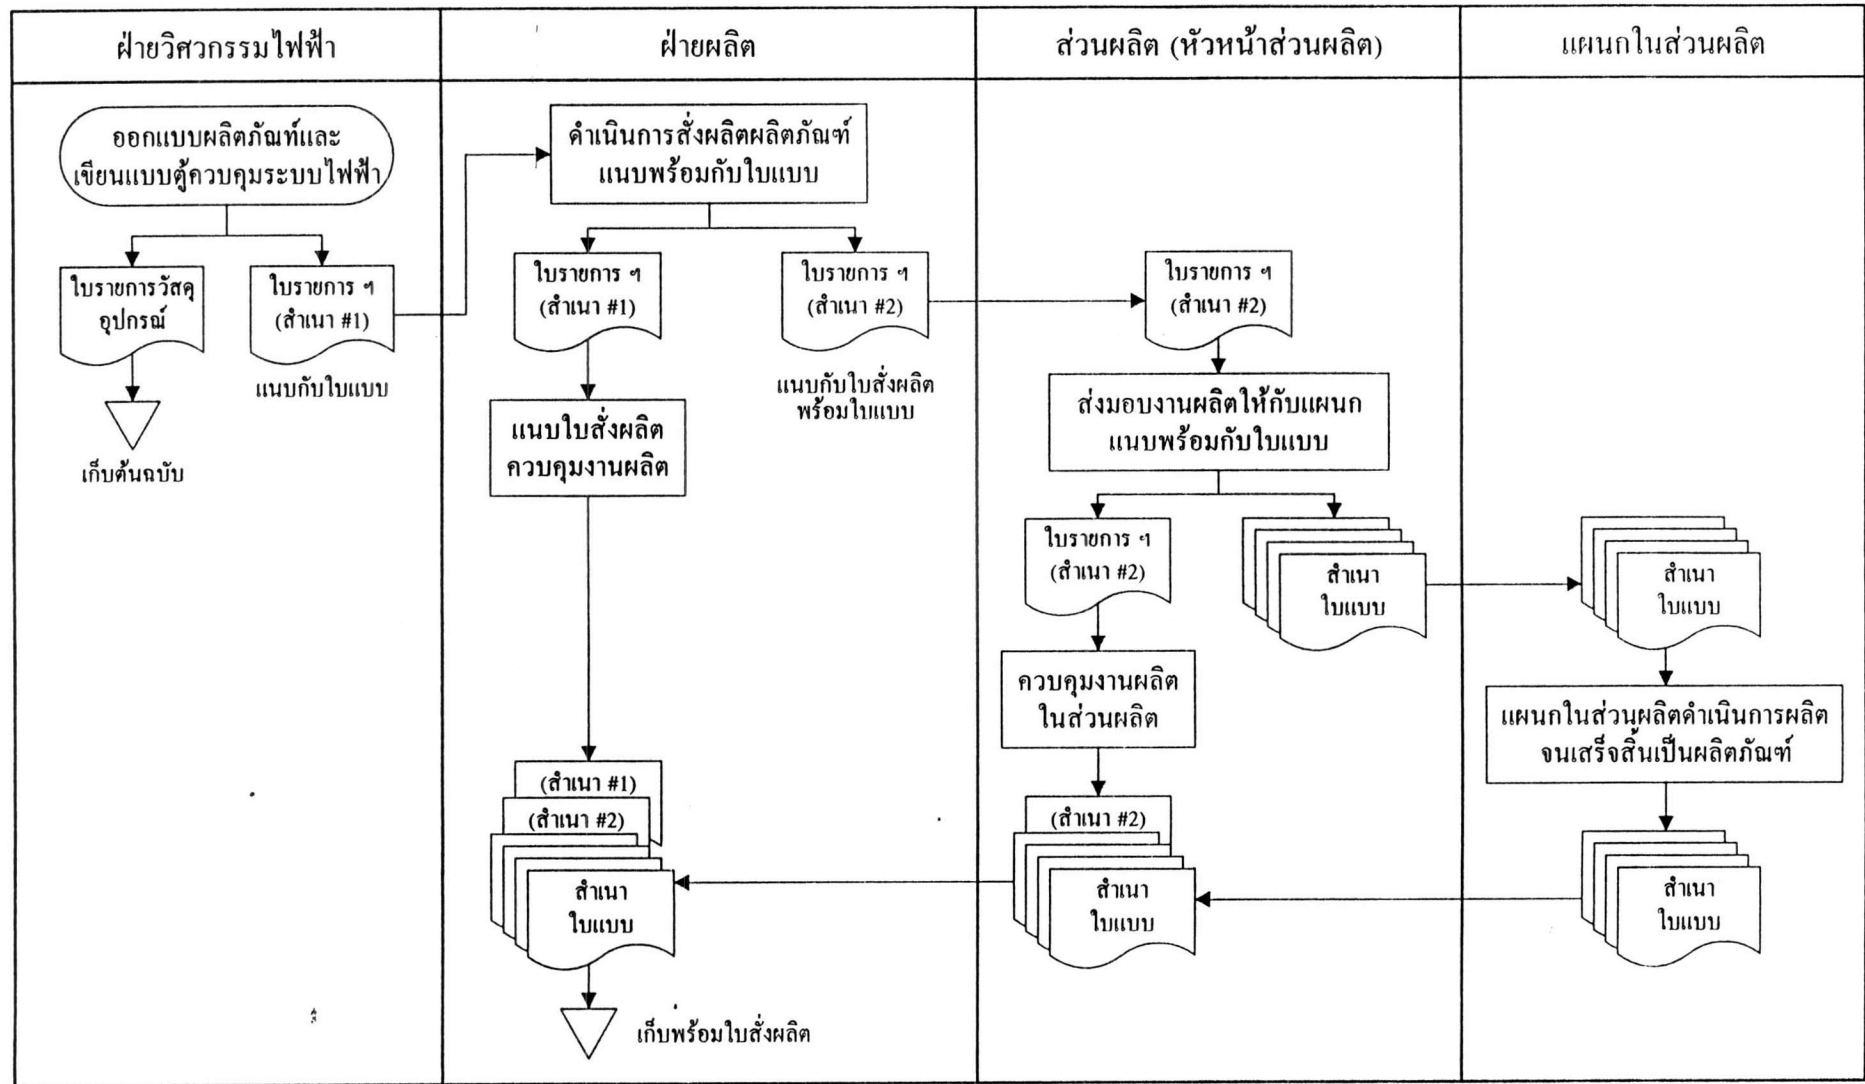 ฝ่ายวิศวกรรมไฟฟ้า
ฝ่ายผลิต
ส่วนผลิต (หัวหน้าส่วนผลิต)
แผนกในส่วนผลิต
ออกแบบผลิตภัณฑ์และ
เขียนแบบตู้ควบคุมระบบไฟฟ้า
ใบรายการวัสดุ
อุปกรณ์
ใบรายการ ฯ
(สำเนา #1)
แนบกับใบแบบ
เก็บต้นฉบับ
ดำเนินการสั่งผลิตผลิตภัณฑ์
แนบพร้อมกับใบแบบ
ใบรายการ ฯ
(สำเนา #1)
ใบรายการ ฯ
(สำเนา #2)
แนบกับใบสั่งผลิต
พร้อมใบแบบ
แนบใบสั่งผลิต
ควบคุมงานผลิต
(สำเนา #1)
(สำเนา #2)
สำเนา
ใบแบบ
เก็บพร้อมใบสั่งผลิต
ใบรายการ ฯ
(สำเนา #2)
ส่งมอบงานผลิตให้กับแผนก
แนบพร้อมกับใบแบบ
ใบรายการ ฯ
(สำเนา #2)
สำเนา
ใบแบบ
ควบคุมงานผลิต
ในส่วนผลิต
(สำเนา #2)
สำเนา
ใบแบบ
สำเนา
ใบแบบ
แผนกในส่วนผลิตดำเนินการผลิต
จนเสร็จสิ้นเป็นผลิตภัณฑ์
สำเนา
ใบแบบ